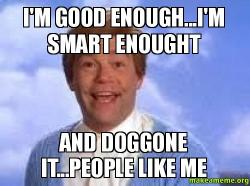 I'M GOOD ENOUGH...I'M
SMART ENOUGHT
AND DOGGONE
IT...PEOPLE LIKE ME
makeameme.org